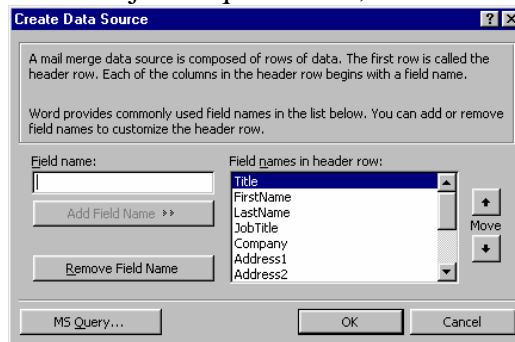 Create Data Source
A mail merge data source is composed of rows of data. The first row is called the
header row. Each of the columns in the header row begins with a field name.
Word provides commonly used field names in the list below. You can add or remove
field names to customize the header row.
Field name:
Field names in header row:
Add Field Name
Remove Field Name
Title
FirstName
LastName
JobTitle
Company
Address1
Address2
Move
MS Query...
OK
Cancel